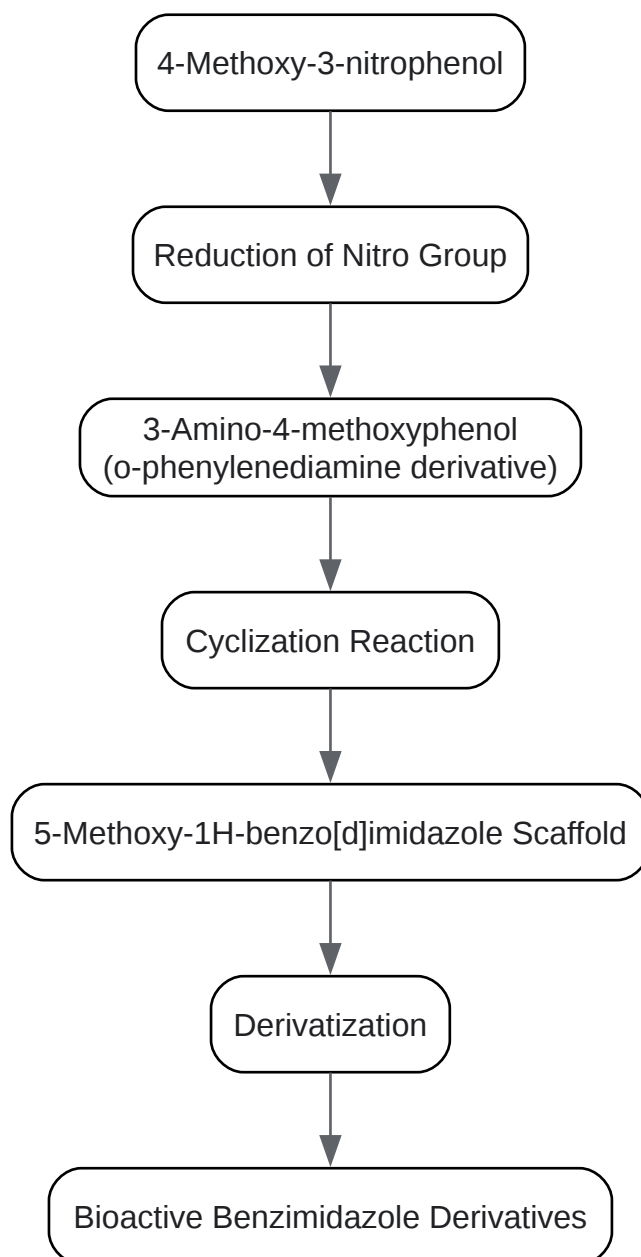 4-Methoxy-3-nitrophenol
Reduction of Nitro Group
3-Amino-4-methoxyphenol
(o-phenylenediamine derivative)
Cyclization Reaction
5-Methoxy-1H-benzo[d]imidazole Scaffold
Derivatization
Bioactive Benzimidazole Derivatives